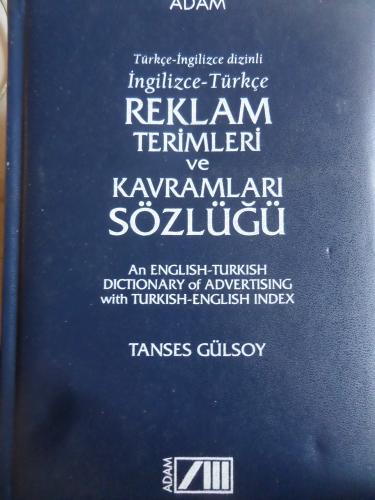 ADAM
Türkçe-İngilizce dizinli
İngilizce-Türkçe
REKLAM
TERİMLERİ
ve
KAVRAMLARI
SÖZLÜĞÜ
An ENGLISH-TURKISH
DICTIONARY of ADVERTISING
with TURKISH-ENGLISH INDEX
TANSES GÜLSOY
ADAM